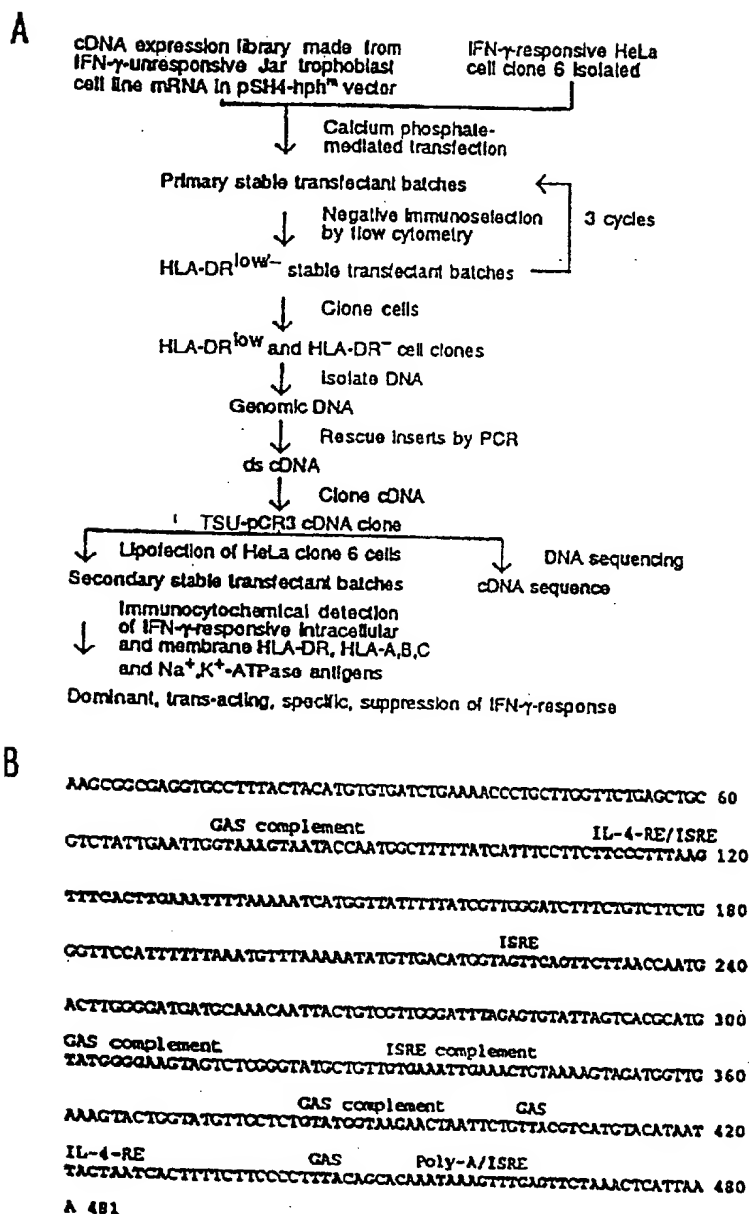 A
cDNA expression library made from
IFN-γ-unresponsive Jar trophoblast
cell line mRNA in pSH4-hphᵐ vector
IFN-γ-responsive HeLa
cell clone 6 isolated
Calcium phosphate-
mediated transfection
Primary stable transfectant batches
Negative immunoselection
by flow cytometry
3 cycles
HLA-DRlow/- stable transfectant batches
Clone cells
HLA-DRlow and HLA-DR- cell clones
Isolate DNA
Genomic DNA
Rescue inserts by PCR
ds cDNA
Clone cDNA
TSU-pCR3 cDNA clone
Lipofection of HeLa clone 6 cells
DNA sequencing
Secondary stable transfectant batches
cDNA sequence
Immunocytochemical detection
of IFN-γ-responsive intracellular
and membrane HLA-DR, HLA-A,B,C
and Na+,K+-ATPase antigens
Dominant, trans-acting, specific, suppression of IFN-γ-response
B
AAGCGGCGAGGTGCCTTTACTACATGTGTGATCTGAAAACCCTGCTTGGTTCTGAGCTGC 60
GAS complement IL-4-RE/ISRE
GTCTATTGAATTGGTAAAGTAATACCAATGGCTTTTTATCATTTCCTTCTTCCCTTTAAG 120
TTTCACTTGAAATTTTAAAAATCATGGTTATTTTTATCGTTGGGATCTTTCTGTCTTCTG 180
ISRE
GGTTCCATTTTTTAAATGTTTAAAAATATGTTGACATGGTAGTTCAGTTCTTAACCAATG 240
ACTTGGGGATGATGCAAACAATTACTGTCGTTGGGATTTAGAGTGTATTAGTCACGCATG 300
GAS complement ISRE complement
TATGGGGAAGTAGTCTCGGGTATGCTGTTGTGAAATTGAAACTGTAAAAGTAGATGGTTG 360
GAS complement GAS
AAAGTACTGGTATGTTGCTCTGTATGGTAAGAACTAATTCTGTTACGTCATGTACATAAT 420
IL-4-RE GAS Poly-A/ISRE
TACTAATCACTTTTCTTCCCCTTTACAGCACAAATAAAGTTTGAGTTCTAAACTCATTAA 480
A 481